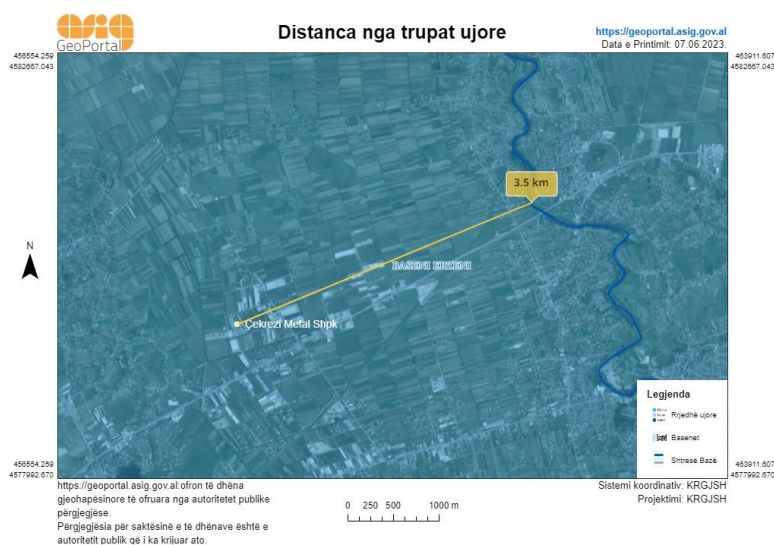 asig
GeoPortal
Distanca nga trupat ujore
https://geoportal.asig.gov.al
Data e Printimit: 07.06.2023.
456554.259
4582667.043
463911.607
4582667.043
3.5 km
N
BASENI ERZENI
Çekrezi Metal Shpk
Legjenda
Rrjedhë ujore
Basenet
Shtresë Bazë
456554.259
4577992.670
463911.607
4577992.670
https://geoportal.asig.gov.al:ofron të dhëna
gjeohapësinore të ofruara nga autoritetet publike
përgjegjëse.
Përgjegjësia për saktësinë e të dhënave është e
autoritetit publik që i ka krijuar ato.
0 250 500 1000 m
Sistemi koordinativ: KRGJSH
Projektimi: KRGJSH